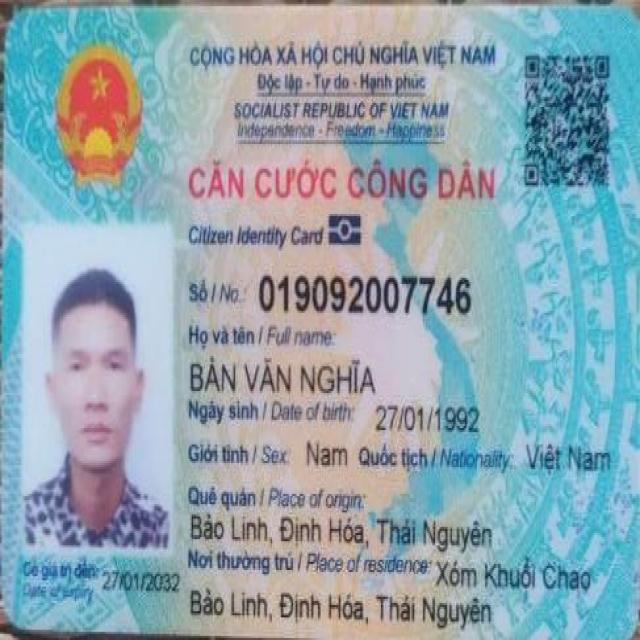 CỘNG HÒA XÃ HỘI CHỦ NGHĨA VIỆT NAM
Độc lập - Tự do - Hạnh phúc
SOCIALIST REPUBLIC OF VIET NAM
Independence - Freedom - Happiness
CĂN CƯỚC CÔNG DÂN
Citizen Identity Card
Số / No.: 019092007746
Họ và tên / Full name:
BÀN VĂN NGHĨA
Ngày sinh / Date of birth: 27/01/1992
Giới tính / Sex: Nam Quốc tịch / Nationality: Việt Nam
Quê quán / Place of origin:
Bảo Linh, Định Hóa, Thái Nguyên
Nơi thường trú / Place of residence: Xóm Khuổi Chao
Bảo Linh, Định Hóa, Thái Nguyên
Có giá trị đến: 27/01/2032
Date of expiry